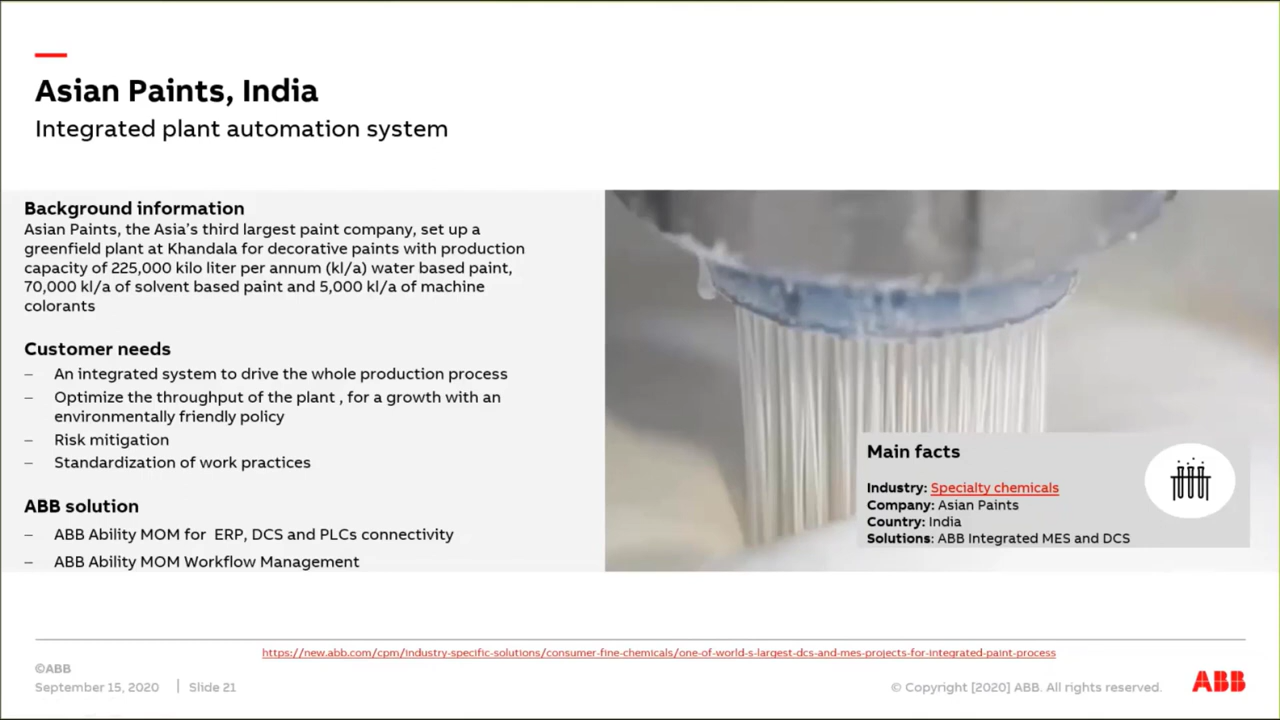 Asian Paints, India
Integrated plant automation system
Background information
Asian Paints, the Asia's third largest paint company, set up a
greenfield plant at Khandala for decorative paints with production
capacity of 225,000 kilo liter per annum (kl/a) water based paint,
70,000 kl/a of solvent based paint and 5,000 kl/a of machine
colorants
Customer needs
– An integrated system to drive the whole production process
– Optimize the throughput of the plant , for a growth with an
environmentally friendly policy
– Risk mitigation
– Standardization of work practices
ABB solution
– ABB Ability MOM for  ERP, DCS and PLCs connectivity
– ABB Ability MOM Workflow Management
Main facts
Industry: Specialty chemicals
Company: Asian Paints
Country: India
Solutions: ABB Integrated MES and DCS
https://new.abb.com/cpm/industry-specific-solutions/consumer-fine-chemicals/one-of-world-s-largest-dcs-and-mes-projects-for-integrated-paint-process
©ABB
September 15, 2020 | Slide 21
© Copyright [2020] ABB. All rights reserved.
ABB